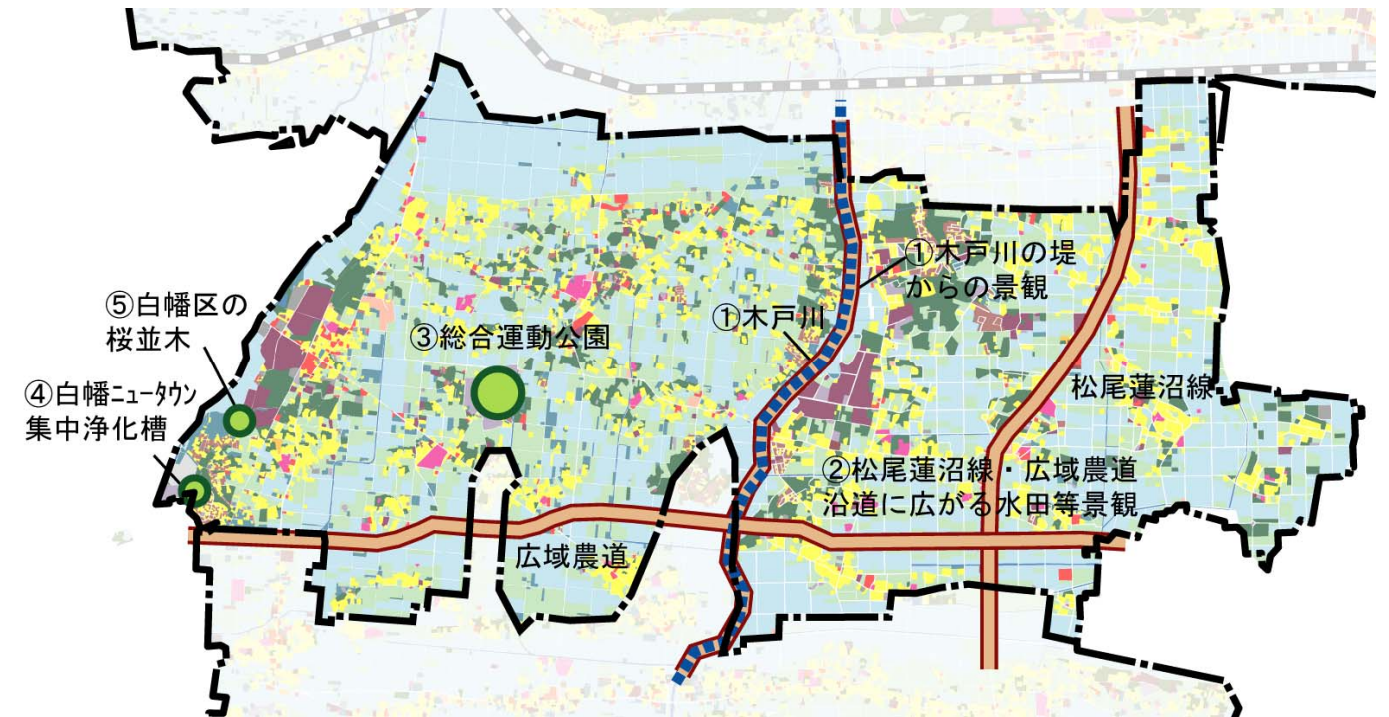 ①木戸川の堤
からの景観
⑤白幡区の
桜並木
①木戸川
③総合運動公園
④白幡ﾆｭｰﾀｳﾝ
集中浄化槽
松尾蓮沼線
②松尾蓮沼線・広域農道
沿道に広がる水田等景観
広域農道